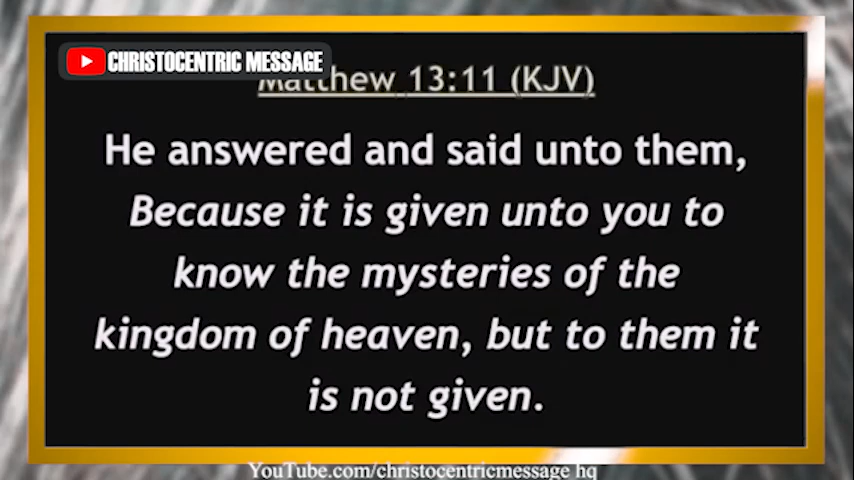 CHRISTOCENTRIC MESSAGE
Matthew 13:11 (KJV)
He answered and said unto them,
Because it is given unto you to
know the mysteries of the
kingdom of heaven, but to them it
is not given.
YouTube.com/christocentricmessage hq